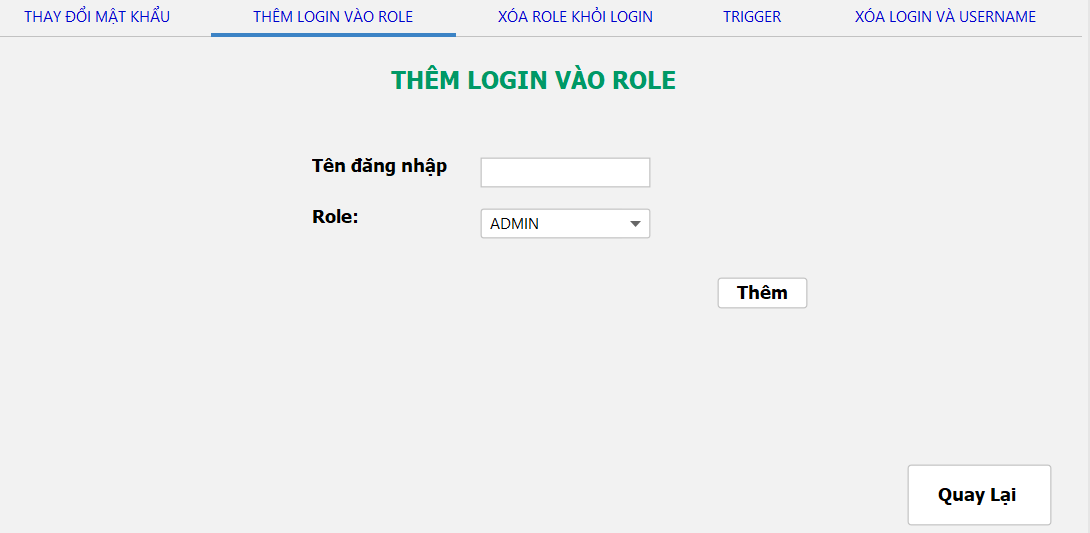 THAY ĐỔI MẬT KHẨU THÊM LOGIN VÀO ROLE XÓA ROLE KHỎI LOGIN TRIGGER XÓA LOGIN VÀ USERNAME
THÊM LOGIN VÀO ROLE
Tên đăng nhập
Role: ADMIN
Thêm
Quay Lại